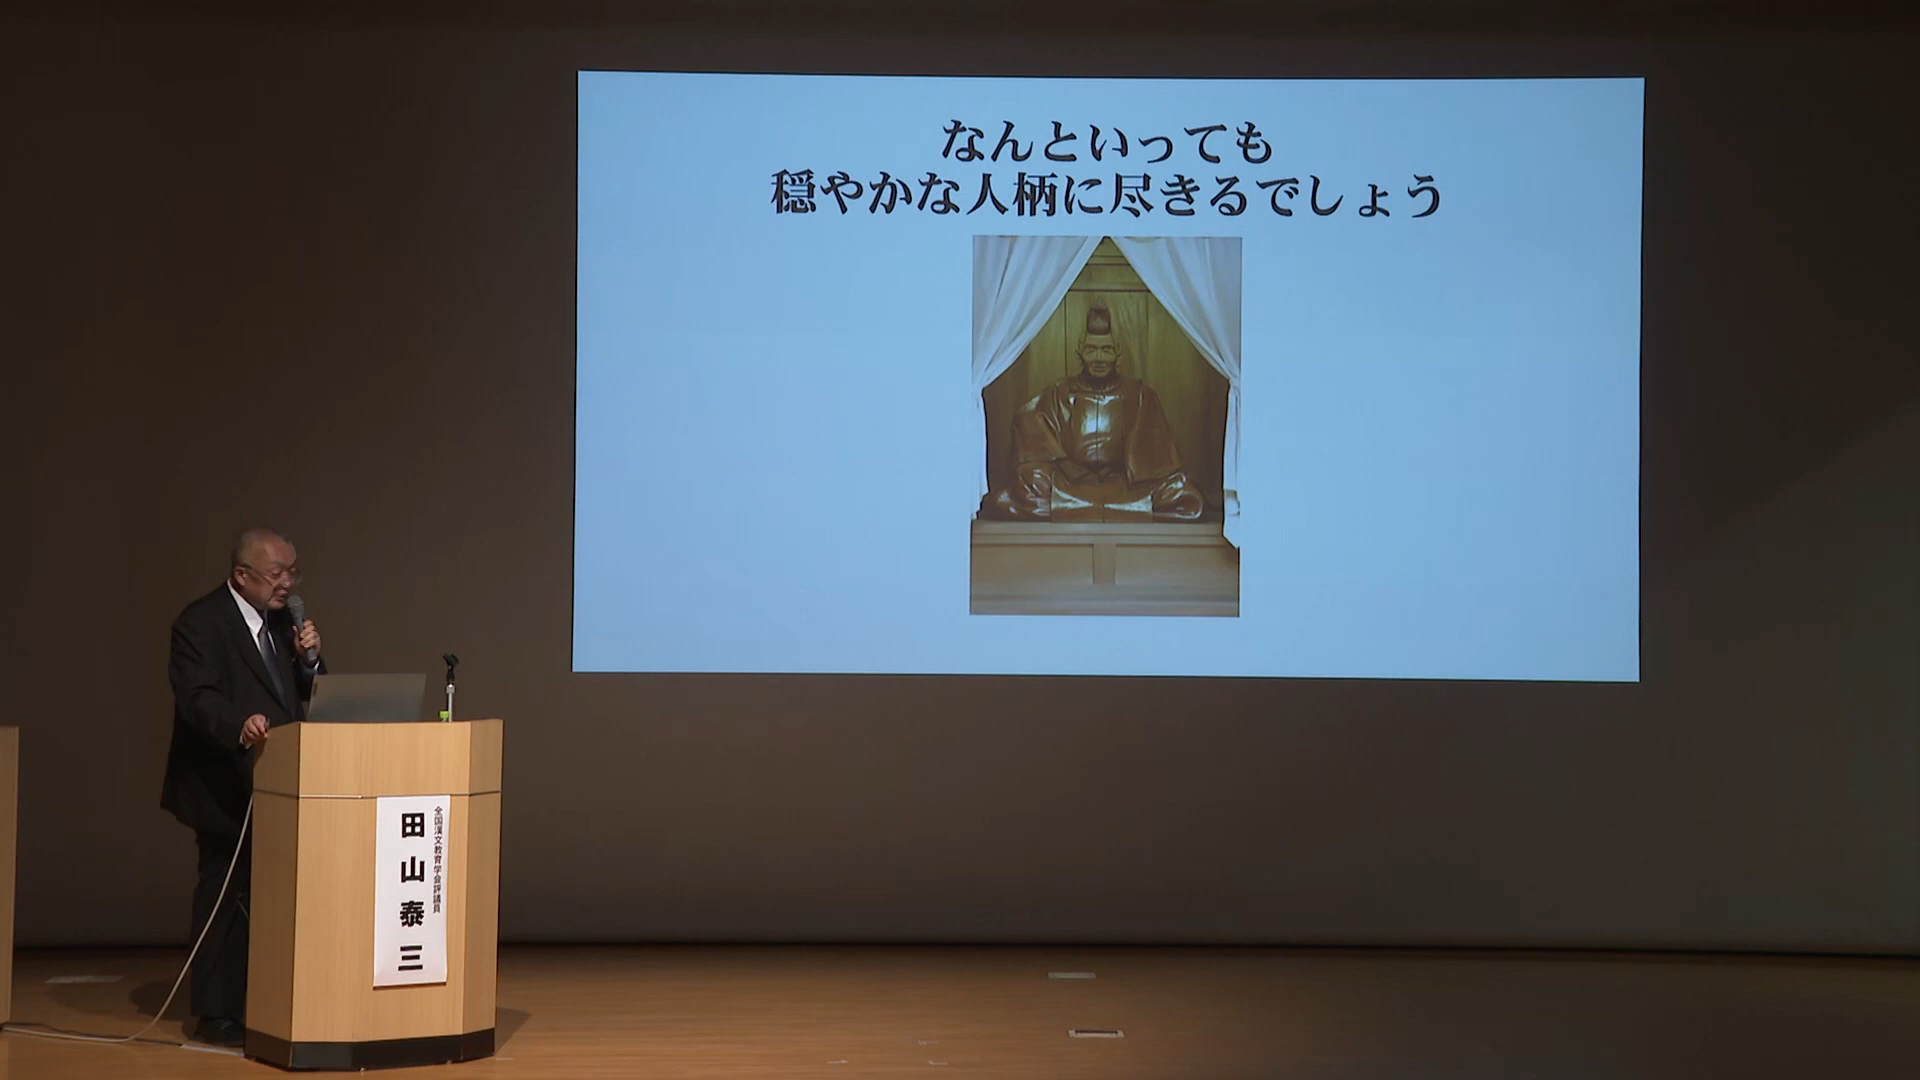 なんといっても
穏やかな人柄に尽きるでしょう
全国漢文教育学会評議員
田山泰三